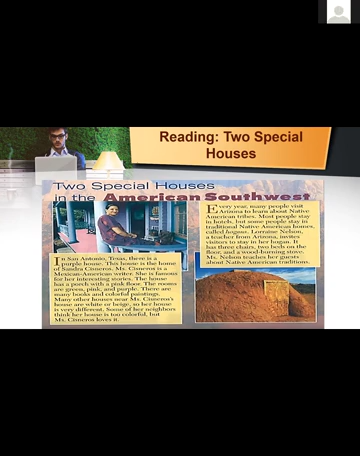 Reading: Two Special
Houses
Two Special Houses
in the American Southwest
In San Antonio, Texas, there is a
purple house. This house is the home
of Sandra Cisneros. Ms. Cisneros is a
Mexican-American writer. She is famous
for her interesting stories. The house
has a porch with a pink floor. The rooms
are green, pink, and purple. There are
many books and colorful paintings.
Many other houses near Ms. Cisneros's
house are white or beige, so her house
is very different. Some of her neighbors
think her house is too colorful, but
Ms. Cisneros loves it.
Every year, many people visit
Arizona to learn about Native
American tribes. Most people stay
in hotels, but some people stay in
traditional Native American homes,
called hogans. Lorraine Nelson,
a teacher from Arizona, invites
visitors to stay in her hogan. It
has three chairs, two beds on the
floor, and a wood-burning stove.
Ms. Nelson teaches her guests
about Native American traditions.